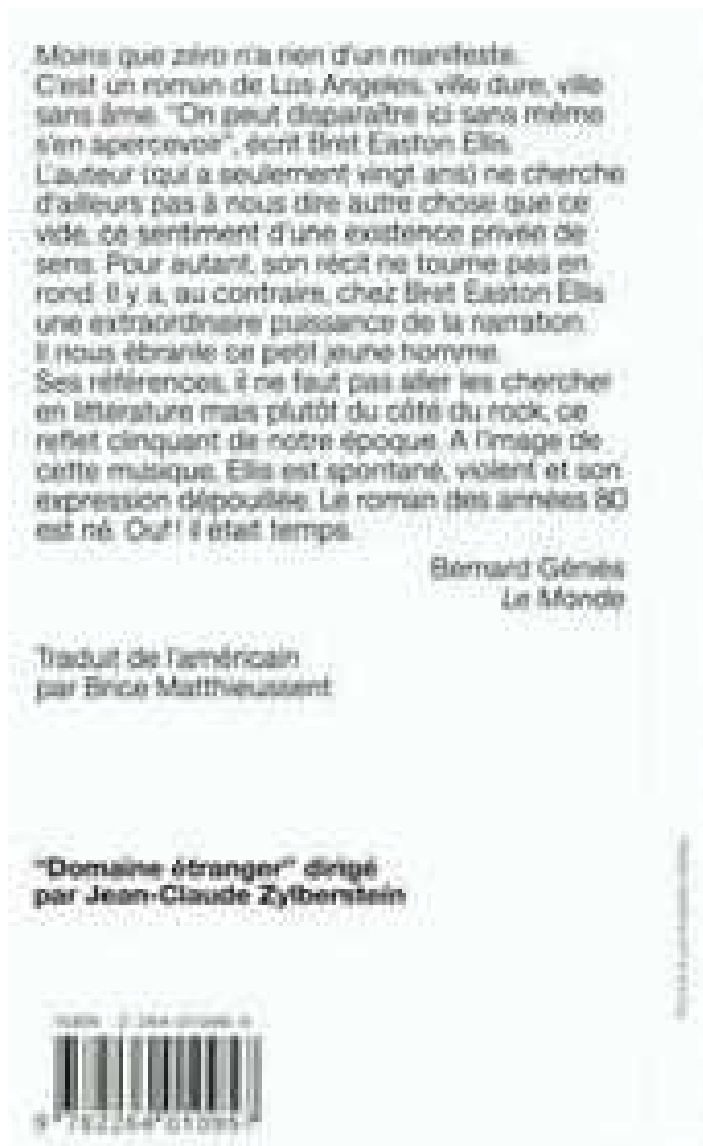 Moins que zéro n'a rien d'un manifeste.
C'est un roman de Los Angeles, ville dure, ville
sans âme. "On peut disparaître ici sans même
s'en apercevoir", écrit Bret Easton Ellis.
L'auteur (qui a seulement vingt ans) ne cherche
d'ailleurs pas à nous dire autre chose que ce
vide, ce sentiment d'une existence privée de
sens. Pour autant, son récit ne tourne pas en
rond. Il y a, au contraire, chez Bret Easton Ellis
une extraordinaire puissance de la narration.
Il nous ébranle ce petit jeune homme.
Ses références, il ne faut pas aller les chercher
en littérature mais plutôt du côté du rock, ce
reflet clinquant de notre époque. A l'image de
cette musique, Ellis est spontané, violent et son
expression dépouillée. Le roman des années 80
est né. Ouf ! il était temps.
Bernard Géniès
Le Monde
Traduit de l'américain
par Brice Matthieussent
"Domaine étranger" dirigé
par Jean-Claude Zylberstein
ISBN